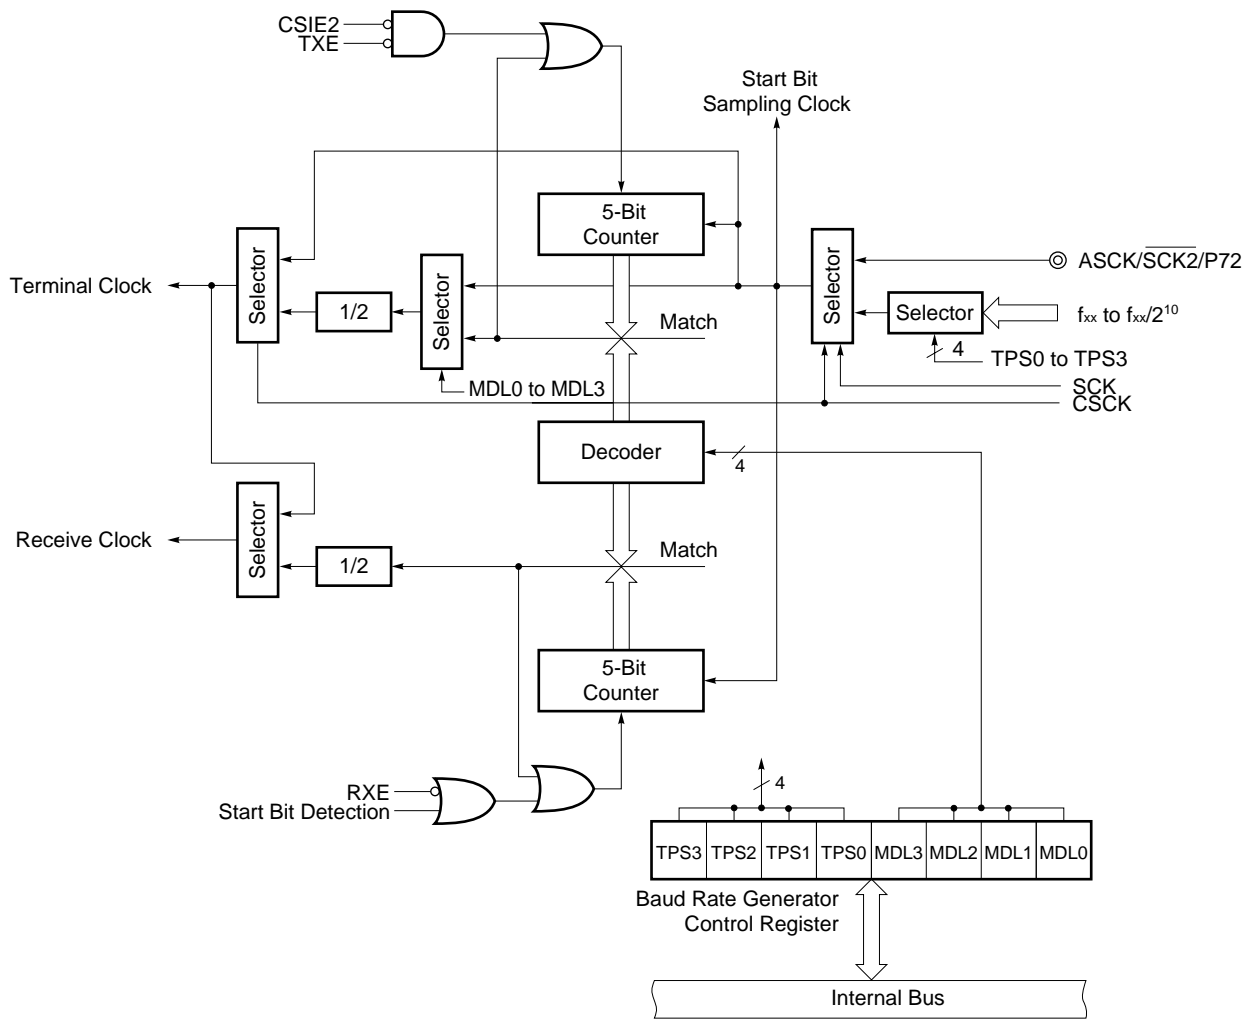 CSIE2
TXE
Start Bit
Sampling Clock
5-Bit
Counter
Selector
Selector
Selector
ASCK/SCK2/P72
Terminal Clock
1/2
Match
Selector
fxx to fxx/2^10
4
TPS0 to TPS3
MDL0 to MDL3
SCK
CSCK
Decoder
4
Selector
Receive Clock
1/2
Match
5-Bit
Counter
RXE
Start Bit Detection
4
TPS3 TPS2 TPS1 TPS0 MDL3 MDL2 MDL1 MDL0
Baud Rate Generator
Control Register
Internal Bus